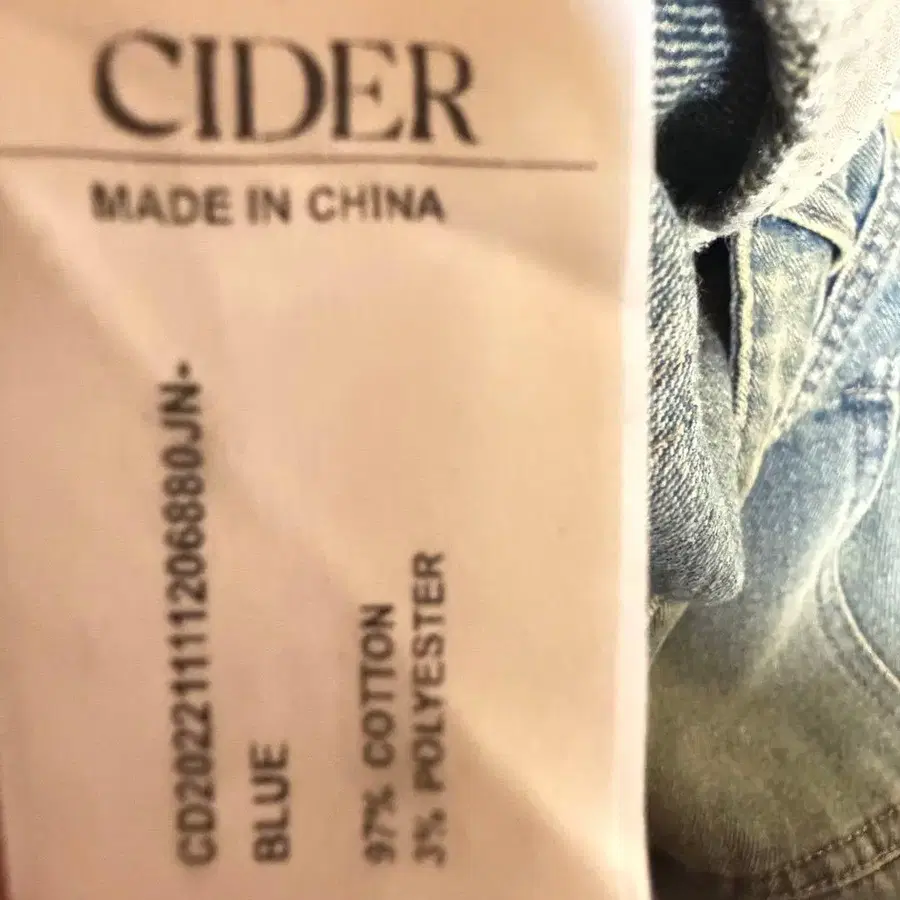 CIDER
MADE IN CHINA
CD20221111206880JN-
BLUE
97% COTTON
3% POLYESTER